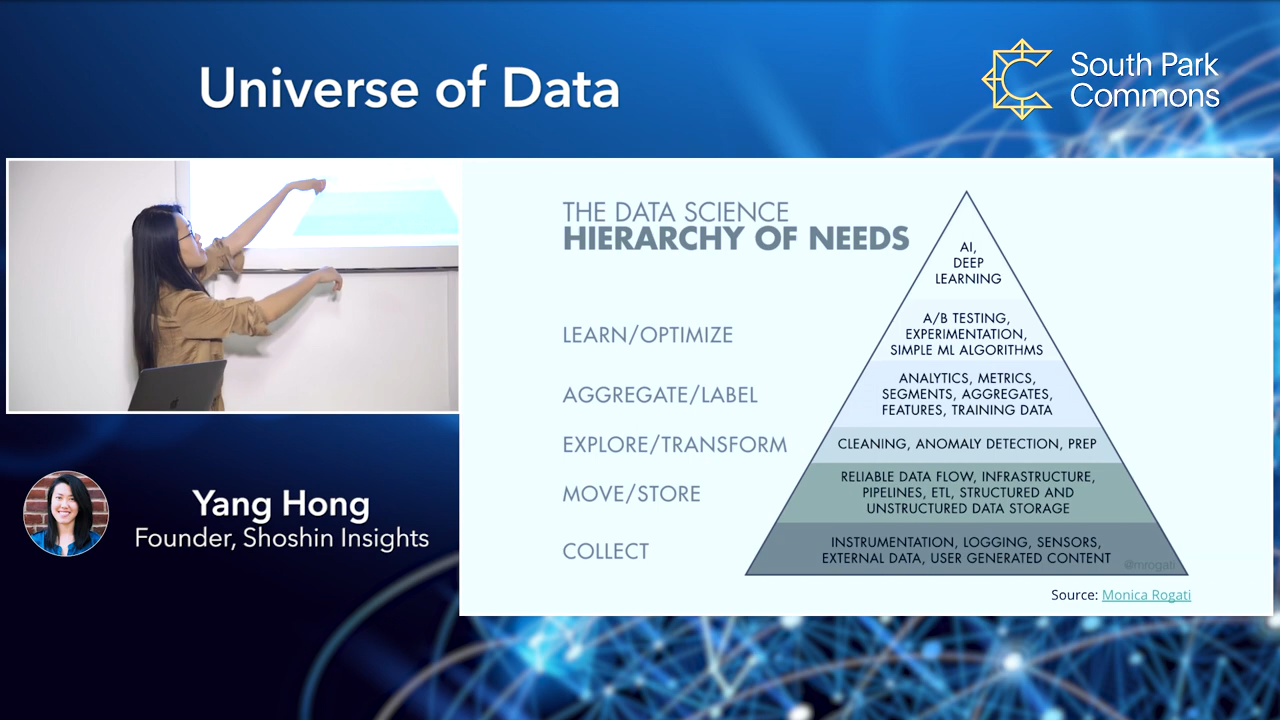 Universe of Data
South Park
Commons
THE DATA SCIENCE
HIERARCHY OF NEEDS
AI,
DEEP
LEARNING
LEARN/OPTIMIZE
A/B TESTING,
EXPERIMENTATION,
SIMPLE ML ALGORITHMS
AGGREGATE/LABEL
ANALYTICS, METRICS,
SEGMENTS, AGGREGATES,
FEATURES, TRAINING DATA
EXPLORE/TRANSFORM
CLEANING, ANOMALY DETECTION, PREP
MOVE/STORE
RELIABLE DATA FLOW, INFRASTRUCTURE,
PIPELINES, ETL, STRUCTURED AND
UNSTRUCTURED DATA STORAGE
COLLECT
INSTRUMENTATION, LOGGING, SENSORS,
EXTERNAL DATA, USER GENERATED CONTENT
@mrogati
Source: Monica Rogati
Yang Hong
Founder, Shoshin Insights